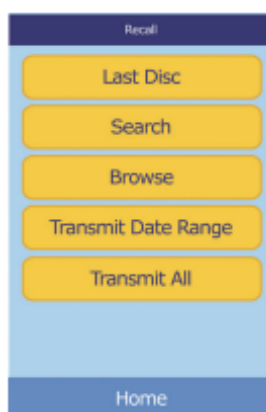 Recall
Last Disc
Search
Browse
Transmit Date Range
Transmit All
Home